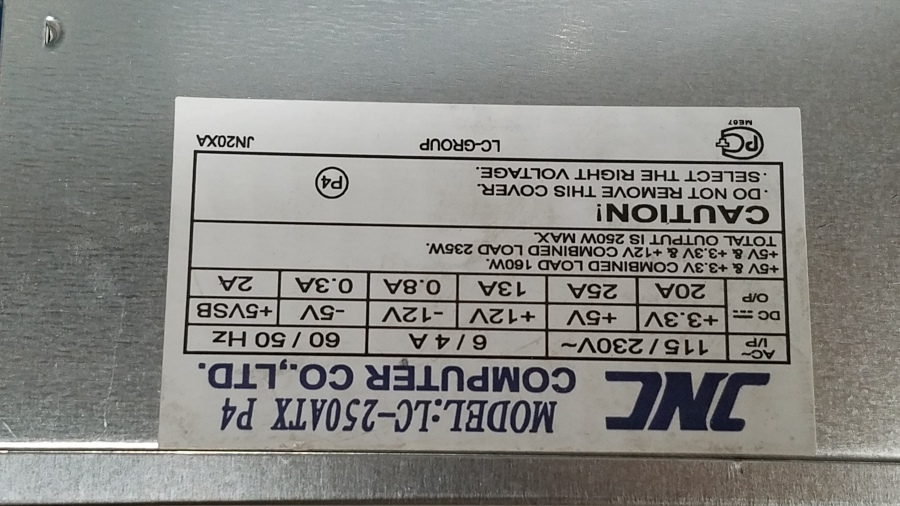 JNC MODEL:LC-250ATX P4
COMPUTER CO.,LTD.
AC~ I/P 115/230V~ 6/4A 60/50 Hz
DC +3.3V +5V +12V -12V -5V +5VSB
O/P 20A 25A 13A 0.8A 0.3A 2A
+5V & +3.3V COMBINED LOAD 160W.
+5V & +3.3V & +12V COMBINED LOAD 235W.
TOTAL OUTPUT IS 250W MAX.
CAUTION!
.DO NOT REMOVE THIS COVER.
.SELECT THE RIGHT VOLTAGE.
P4
PC LC-GROUP JN20XA
ME67